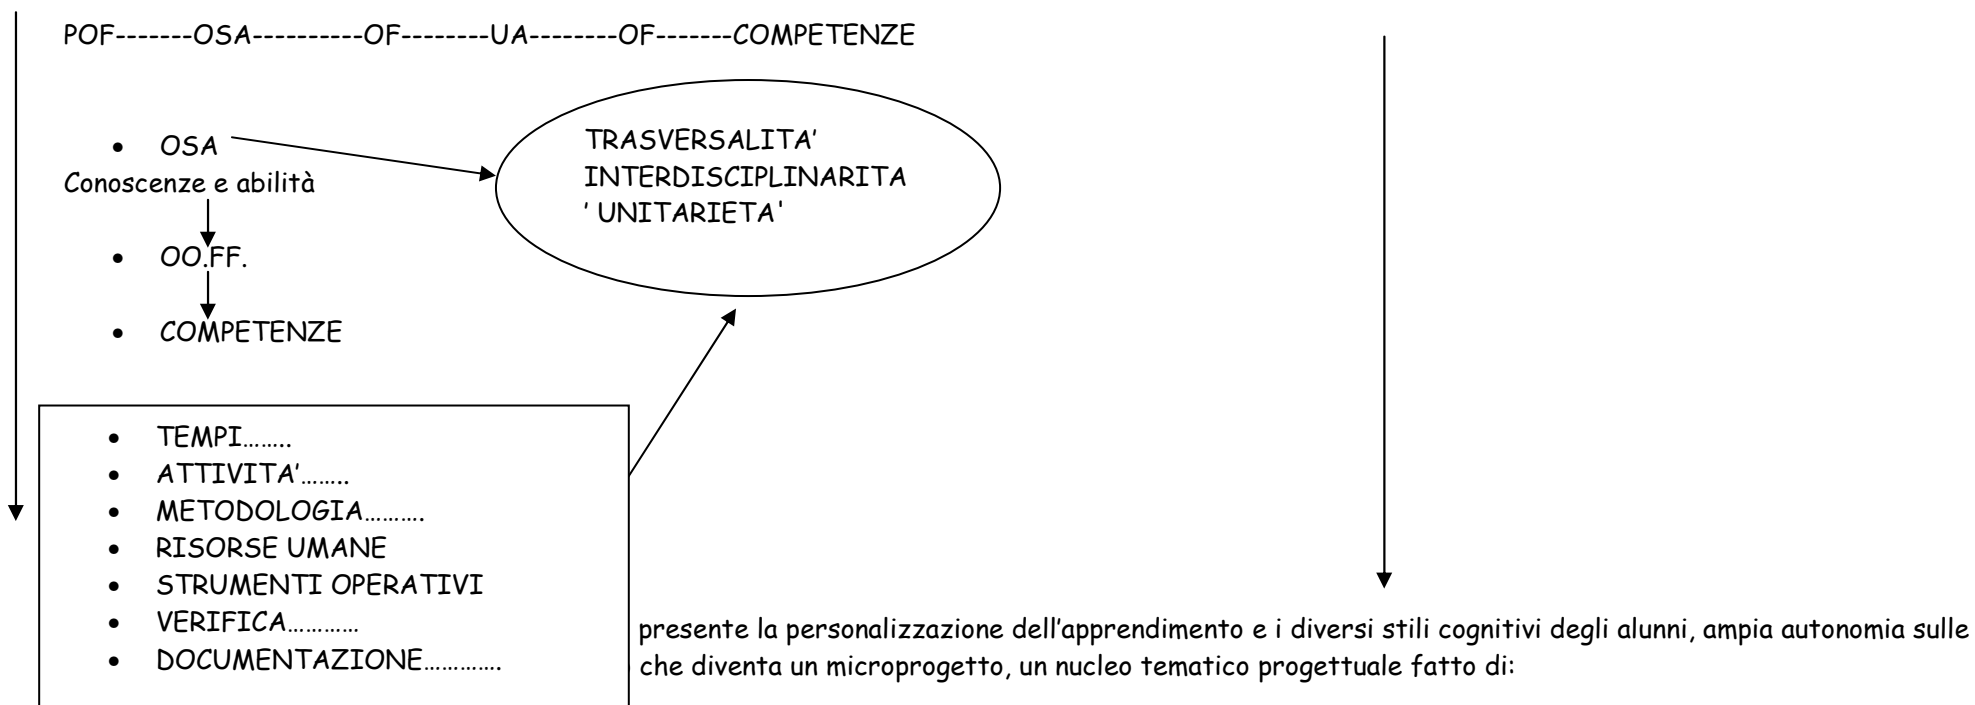 POF-------OSA----------OF--------UA--------OF-------COMPETENZE
TRASVERSALITA’
INTERDISCIPLINARITA
’ UNITARIETA'
• OSA
Conoscenze e abilità
• OO.FF.
• COMPETENZE
• TEMPI……..
• ATTIVITA’……..
• METODOLOGIA……….
• RISORSE UMANE
• STRUMENTI OPERATIVI
• VERIFICA…………
• DOCUMENTAZIONE………….
presente la personalizzazione dell’apprendimento e i diversi stili cognitivi degli alunni, ampia autonomia sulle
che diventa un microprogetto, un nucleo tematico progettuale fatto di: